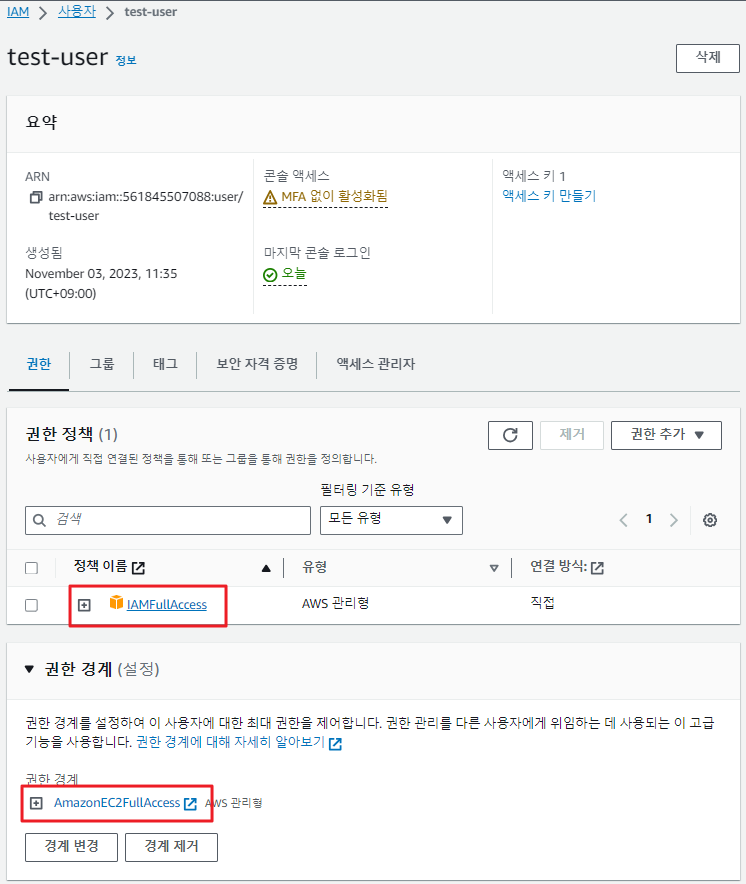 IAM > 사용자 > test-user
test-user 정보
삭제
요약
ARN
arn:aws:iam::561845507088:user/
test-user
생성됨
November 03, 2023, 11:35
(UTC+09:00)
콘솔 액세스
MFA 없이 활성화됨
마지막 콘솔 로그인
오늘
액세스 키 1
액세스 키 만들기
권한 그룹 태그 보안 자격 증명 액세스 관리자
권한 정책 (1)
제거 권한 추가
사용자에게 직접 연결된 정책을 통해 또는 그룹을 통해 권한을 정의합니다.
필터링 기준 유형
검색 모든 유형 1
정책 이름 유형 연결 방식:
IAMFullAccess AWS 관리형 직접
권한 경계 (설정)
권한 경계를 설정하여 이 사용자에 대한 최대 권한을 제어합니다. 권한 관리를 다른 사용자에게 위임하는 데 사용되는 이 고급
기능을 사용합니다. 권한 경계에 대해 자세히 알아보기
권한 경계
AmazonEC2FullAccess AWS 관리형
경계 변경 경계 제거